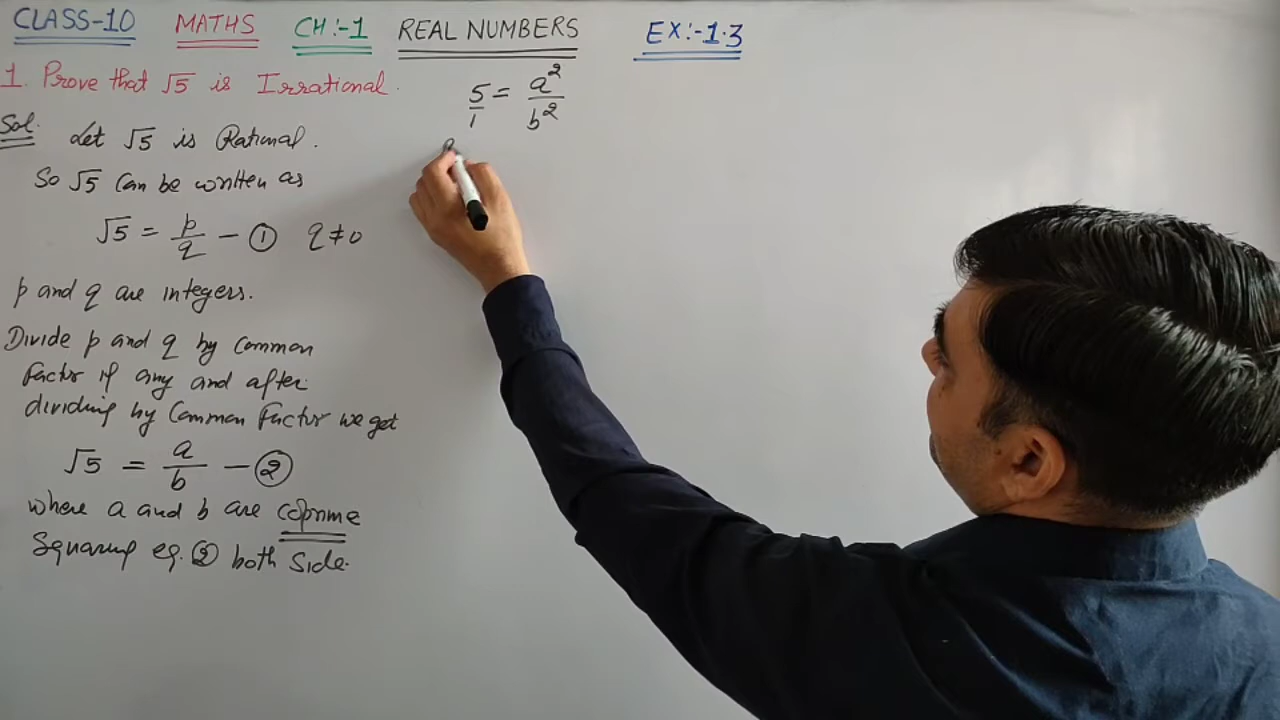 CLASS-10 MATHS CH:-1 REAL NUMBERS EX:-1.3
1. Prove that √5 is Irrational.
Sol. Let √5 is Rational.
So √5 Can be written as
√5 = p/q - ① q ≠ 0
p and q are integers.
Divide p and q by Common
Factor if any and after
dividing by Common Factor we get
√5 = a/b - ②
where a and b are coprime
Squaring eq. ② both side.
5/1 = a²/b²